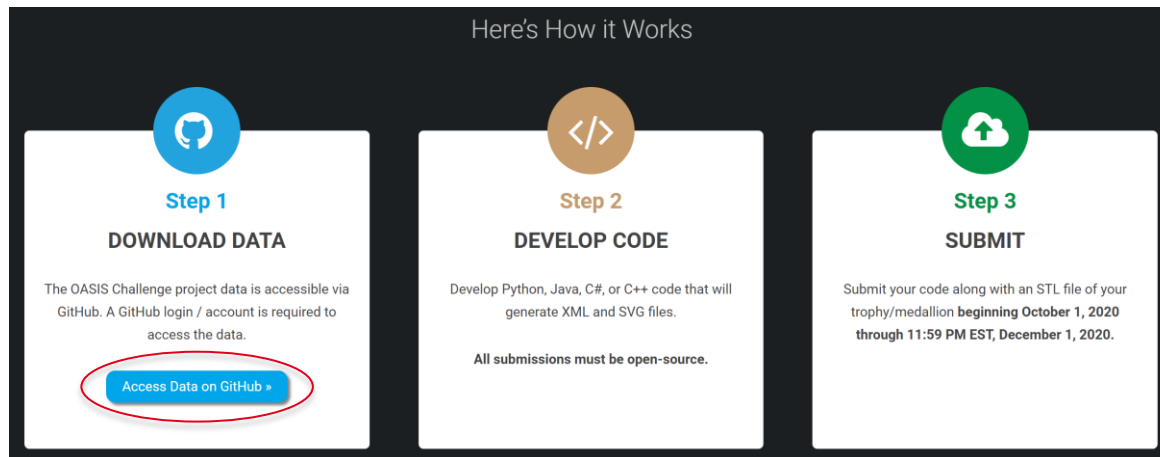 Here's How it Works
Step 1
DOWNLOAD DATA
The OASIS Challenge project data is accessible via
GitHub. A GitHub login / account is required to
access the data.
Access Data on GitHub »
</>
Step 2
DEVELOP CODE
Develop Python, Java, C#, or C++ code that will
generate XML and SVG files.
All submissions must be open-source.
Step 3
SUBMIT
Submit your code along with an STL file of your
trophy/medallion beginning October 1, 2020
through 11:59 PM EST, December 1, 2020.